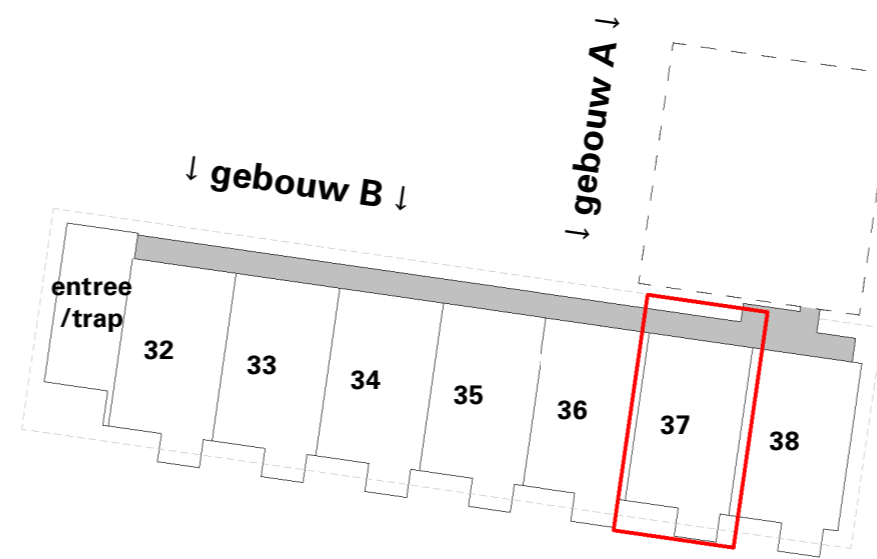 ↓ gebouw A ↓
↓ gebouw B ↓
entree
/trap
32
33
34
35
36
37
38